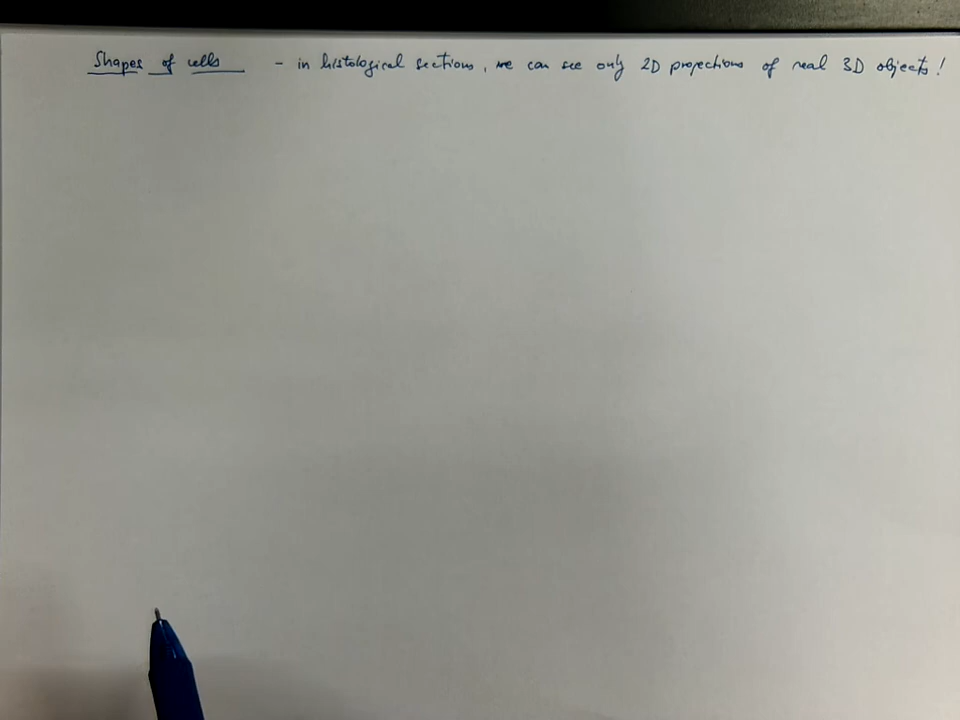 Shapes of cells - in histological sections, we can see only 2D projections of real 3D objects!